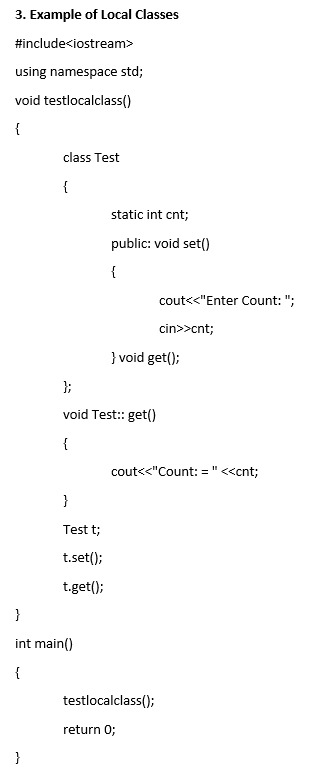 3. Example of Local Classes
#include<iostream>
using namespace std;
void testlocalclass()
{
class Test
{
static int cnt;
public: void set()
{
cout<<"Enter Count: ";
cin>>cnt;
} void get();
};
void Test:: get()
{
cout<<"Count: = " <<cnt;
}
Test t;
t.set();
t.get();
}
int main()
{
testlocalclass();
return 0;
}